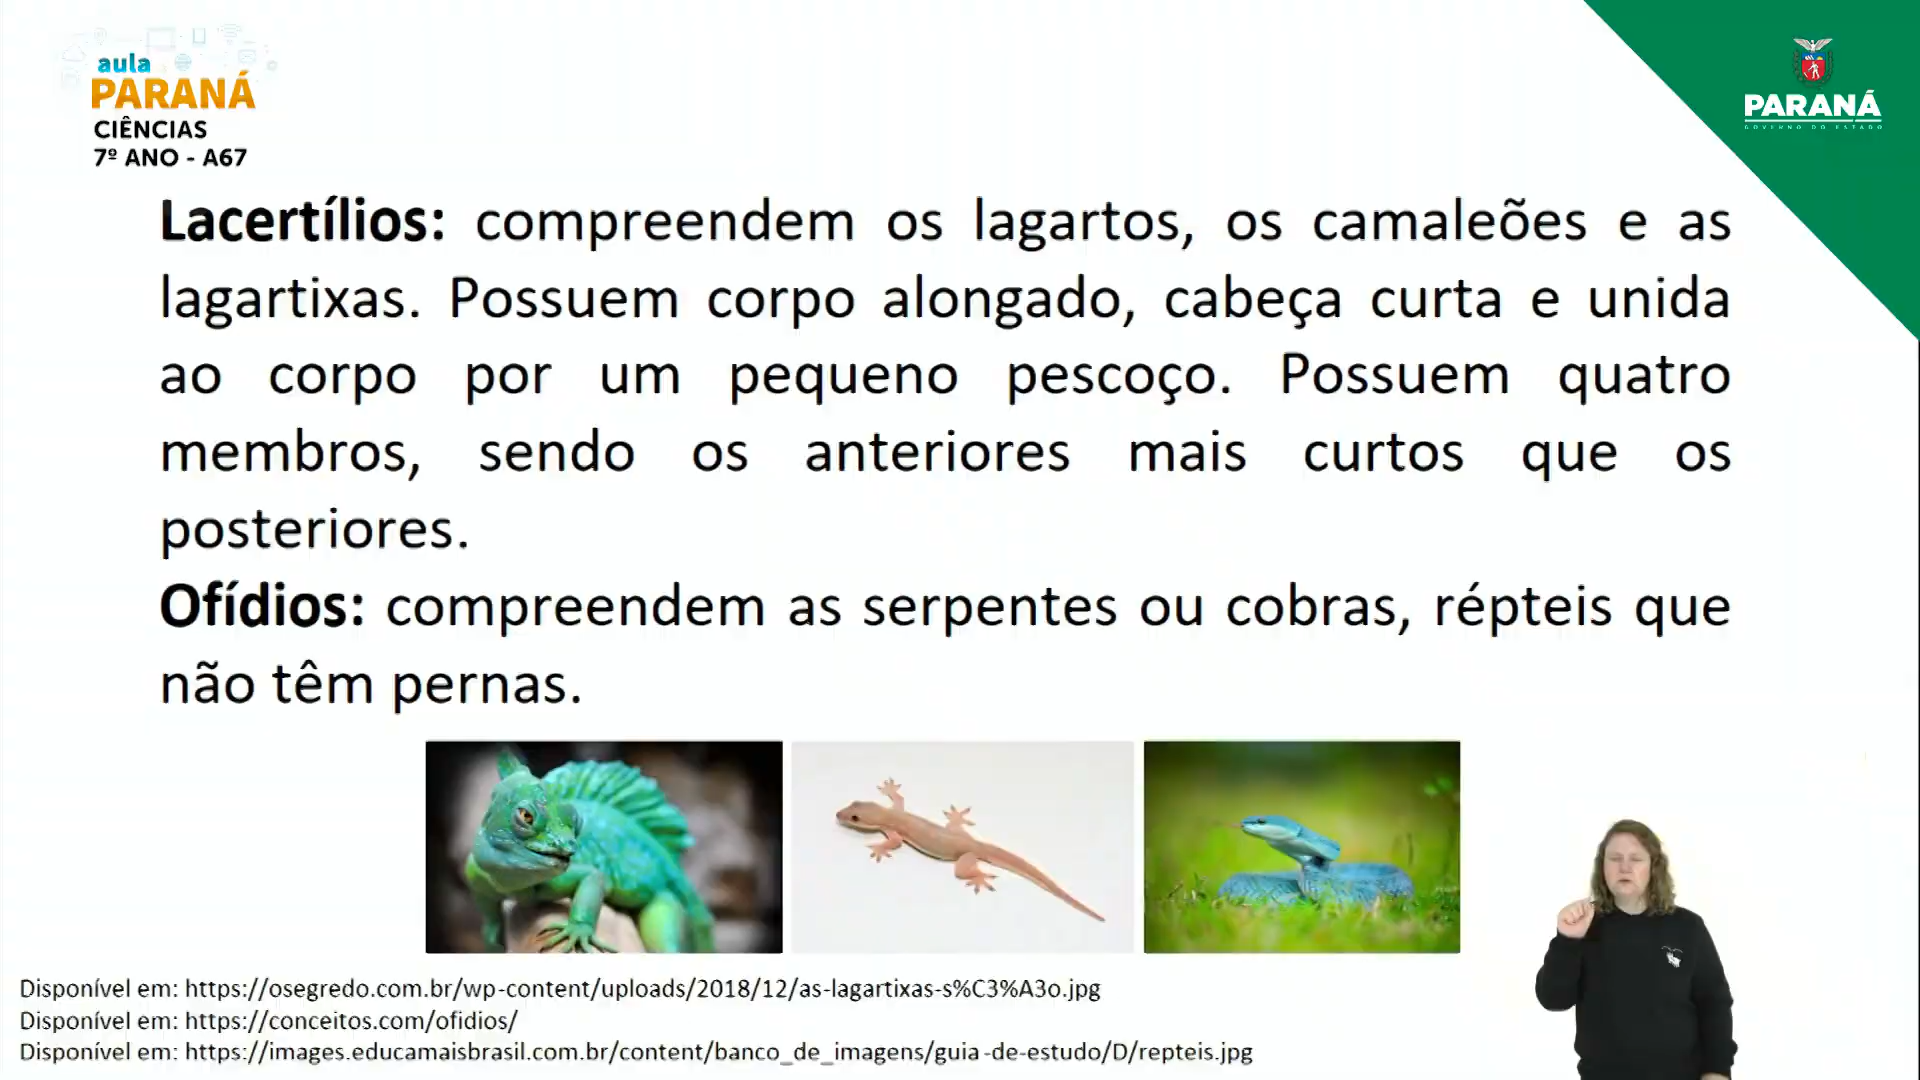 aula
PARANÁ
CIÊNCIAS
7º ANO - A67
PARANÁ
GOVERNO DO ESTADO
Lacertílios: compreendem os lagartos, os camaleões e as
lagartixas. Possuem corpo alongado, cabeça curta e unida
ao corpo por um pequeno pescoço. Possuem quatro
membros, sendo os anteriores mais curtos que os
posteriores.
Ofídios: compreendem as serpentes ou cobras, répteis que
não têm pernas.
Disponível em: https://osegredo.com.br/wp-content/uploads/2018/12/as-lagartixas-s%C3%A3o.jpg
Disponível em: https://conceitos.com/ofidios/
Disponível em: https://images.educamaisbrasil.com.br/content/banco_de_imagens/guia-de-estudo/D/repteis.jpg